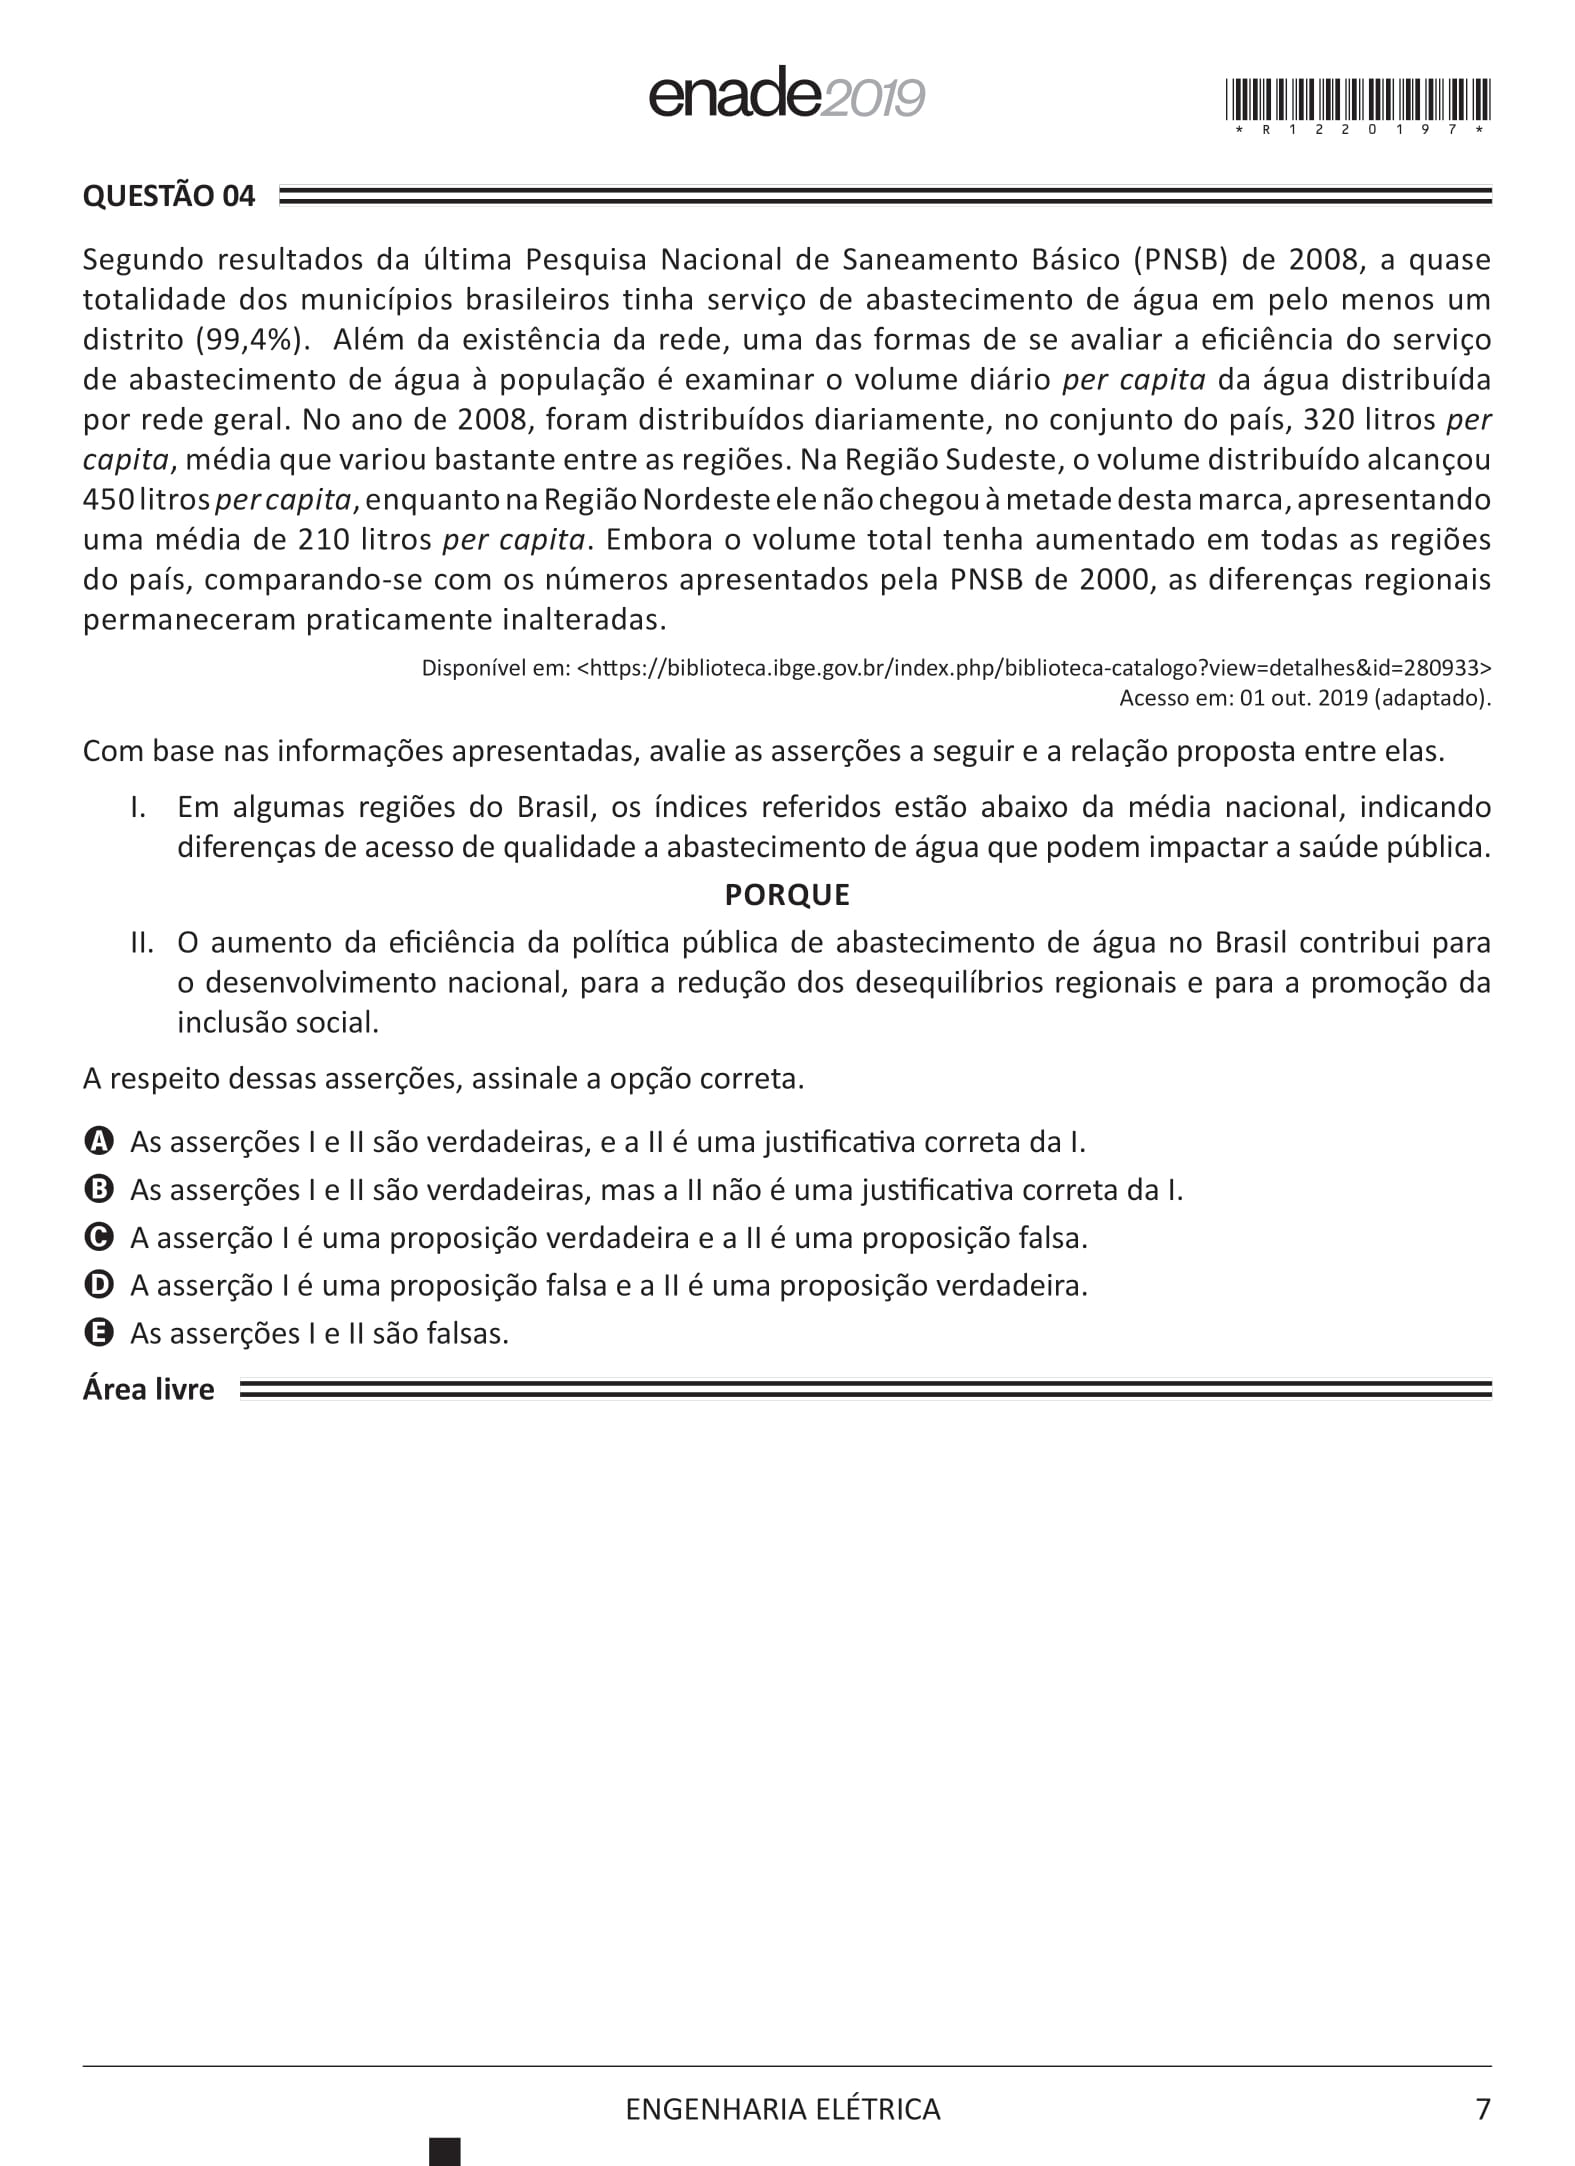 enade2019
* R 1 2 2 0 1 9 7 *
QUESTÃO 04
Segundo resultados da última Pesquisa Nacional de Saneamento Básico (PNSB) de 2008, a quase
totalidade dos municípios brasileiros tinha serviço de abastecimento de água em pelo menos um
distrito (99,4%). Além da existência da rede, uma das formas de se avaliar a eficiência do serviço
de abastecimento de água à população é examinar o volume diário per capita da água distribuída
por rede geral. No ano de 2008, foram distribuídos diariamente, no conjunto do país, 320 litros per
capita, média que variou bastante entre as regiões. Na Região Sudeste, o volume distribuído alcançou
450 litros per capita, enquanto na Região Nordeste ele não chegou à metade desta marca, apresentando
uma média de 210 litros per capita. Embora o volume total tenha aumentado em todas as regiões
do país, comparando-se com os números apresentados pela PNSB de 2000, as diferenças regionais
permaneceram praticamente inalteradas.
Disponível em: <https://biblioteca.ibge.gov.br/index.php/biblioteca-catalogo?view=detalhes&id=280933>
Acesso em: 01 out. 2019 (adaptado).
Com base nas informações apresentadas, avalie as asserções a seguir e a relação proposta entre elas.
I. Em algumas regiões do Brasil, os índices referidos estão abaixo da média nacional, indicando
diferenças de acesso de qualidade a abastecimento de água que podem impactar a saúde pública.
PORQUE
II. O aumento da eficiência da política pública de abastecimento de água no Brasil contribui para
o desenvolvimento nacional, para a redução dos desequilíbrios regionais e para a promoção da
inclusão social.
A respeito dessas asserções, assinale a opção correta.
A As asserções I e II são verdadeiras, e a II é uma justificativa correta da I.
B As asserções I e II são verdadeiras, mas a II não é uma justificativa correta da I.
C A asserção I é uma proposição verdadeira e a II é uma proposição falsa.
D A asserção I é uma proposição falsa e a II é uma proposição verdadeira.
E As asserções I e II são falsas.
Área livre
ENGENHARIA ELÉTRICA
7